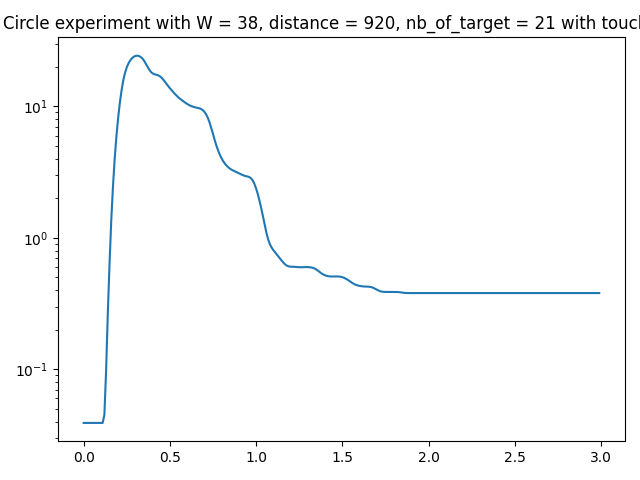 Circle experiment with W = 38, distance = 920, nb_of_target = 21 with touc
10¹
10⁰
10⁻¹
0.0 0.5 1.0 1.5 2.0 2.5 3.0